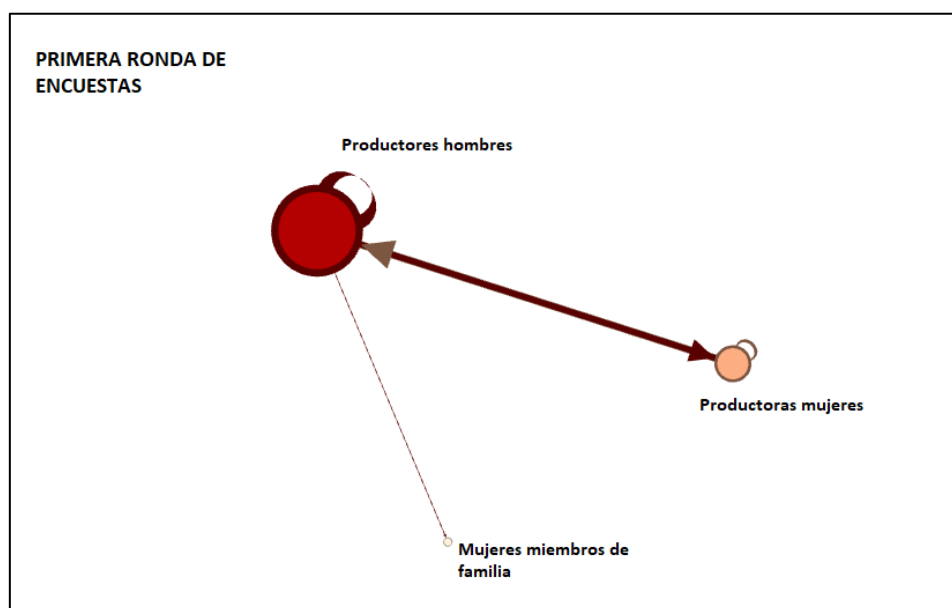 PRIMERA RONDA DE
ENCUESTAS
Productores hombres
Productoras mujeres
Mujeres miembros de
familia